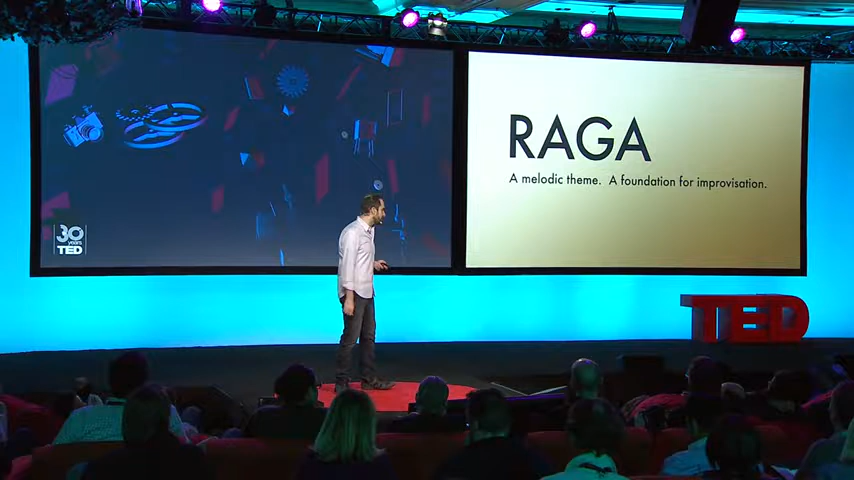 RAGA
A melodic theme.  A foundation for improvisation.
30
years
TED
TED